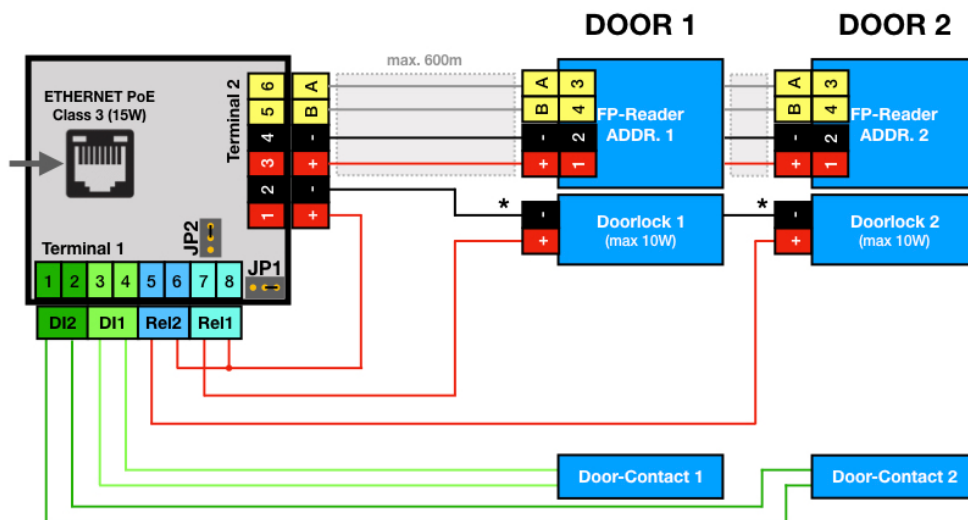 DOOR 1
DOOR 2
max. 600m
ETHERNET PoE
Class 3 (15W)
Terminal 2
6
5
4
3
2
1
A
B
-
+
-
+
A
B
-
+
3
4
2
1
FP-Reader
ADDR. 1
A
B
-
+
3
4
2
1
FP-Reader
ADDR. 2
*
-
+
Doorlock 1
(max 10W)
*
-
+
Doorlock 2
(max 10W)
JP2
Terminal 1
JP1
1 2 3 4 5 6 7 8
DI2 DI1 Rel2 Rel1
Door-Contact 1
Door-Contact 2